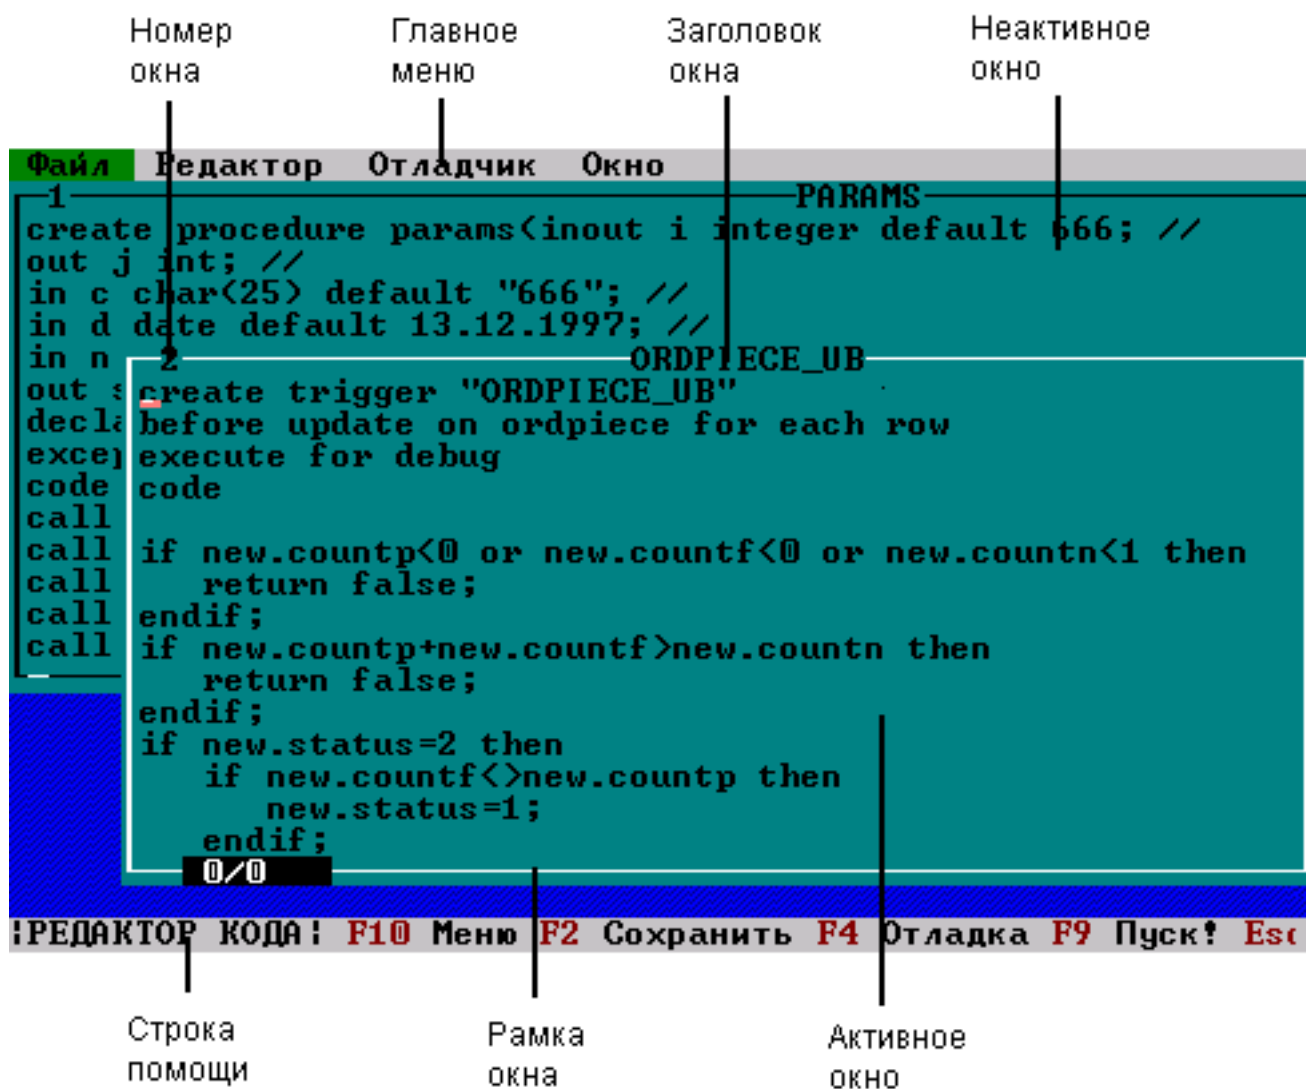 Номер окна
Главное меню
Заголовок окна
Неактивное окно
Файл Редактор Отладчик Окно
1 PARAMS
create procedure params(inout i integer default 666; //
out j int; //
in c char(25) default "666"; //
in d date default 13.12.1997; //
in n
2 ORDPIECE_UB
out s
create trigger "ORDPIECE_UB"
decla
before update on ordpiece for each row
excep
execute for debug
code
code
call
call
if new.countp<0 or new.countf<0 or new.countn<1 then
call
return false;
call
endif;
call
if new.countp+new.countf>new.countn then
return false;
endif;
if new.status=2 then
if new.countf<>new.countp then
new.status=1;
endif;
0/0
¦РЕДАКТОР КОДА¦ F10 Меню F2 Сохранить F4 Отладка F9 Пуск! Esc
Строка помощи
Рамка окна
Активное окно